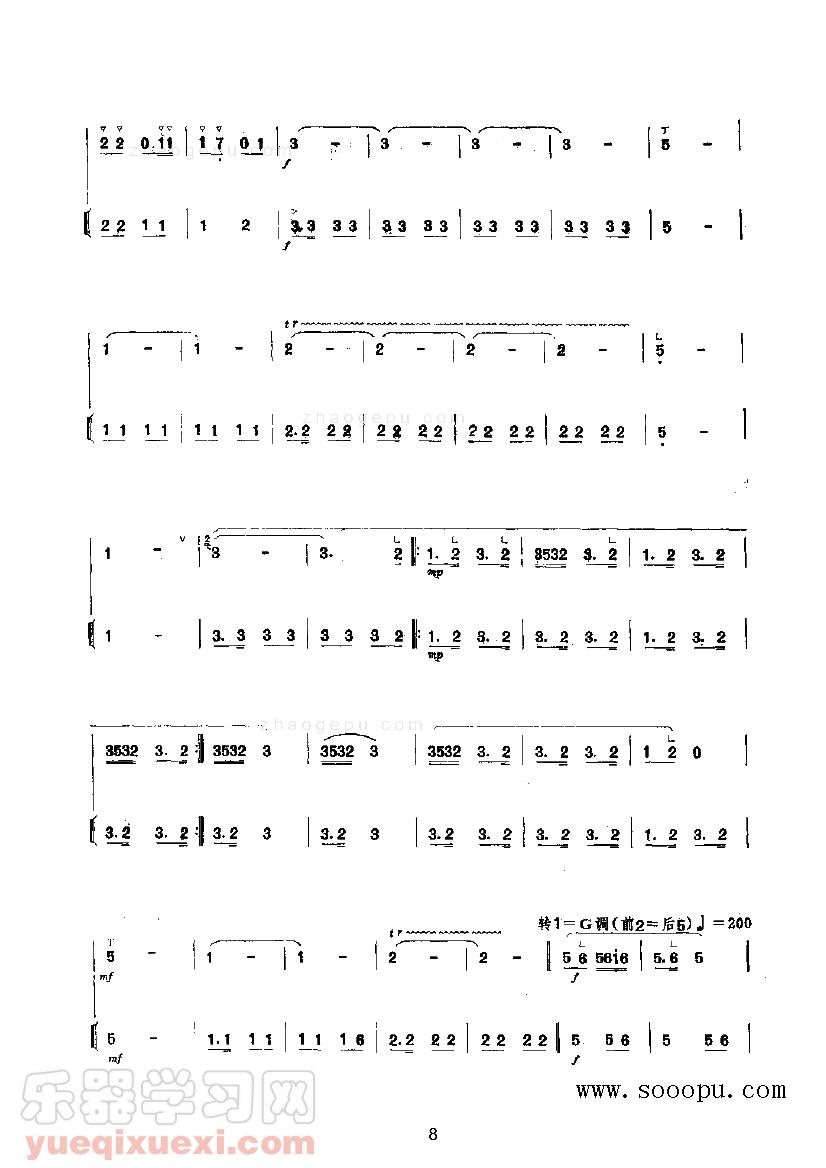 2 2 0.11 | 1 7 0 1 | 3 - | 3 - | 3 - | 3 - | 5 - |
f
zhaogepu.com
2 2 1 1 | 1 2 | 3.3 3 3 | 3 3 3 3 | 3 3 3 3 | 3 3 3 3 | 5 - |
f
tr
1 - | 1 - | 2 - | 2 - | 2 - | 2 - | 5 - |
zhaogepu.com
1 1 1 1 | 1 1 1 1 | 2.2 2 2 | 2 2 2 2 | 2 2 2 2 | 2 2 2 2 | 5 - |
1 - | 3 - | 3. 2 |: 1. 2 3. 2 | 3532 3. 2 | 1. 2 3. 2 |
mp
1 - | 3. 3 3 3 | 3 3 3 2 |: 1. 2 3. 2 | 3. 2 3. 2 | 1. 2 3. 2 |
mp
zhaogepu.com
3532 3. 2 :| 3532 3 | 3532 3 | 3532 3. 2 | 3. 2 3. 2 | 1 2 0 |
3.2 3. 2 :| 3.2 3 | 3.2 3 | 3.2 3. 2 | 3. 2 3. 2 | 1. 2 3. 2 |
转1=G调(前2=后5)♩=200
tr
5 - | 1 - | 1 - | 2 - | 2 - || 5 6 5616 | 5.6 5 |
mf f
5 - | 1.1 1 1 | 1 1 1 6 | 2.2 2 2 | 2 2 2 2 || 5 5 6 | 5 5 6 |
mf f
乐器学习网
www.sooopu.com
yueqixuexi.com
8